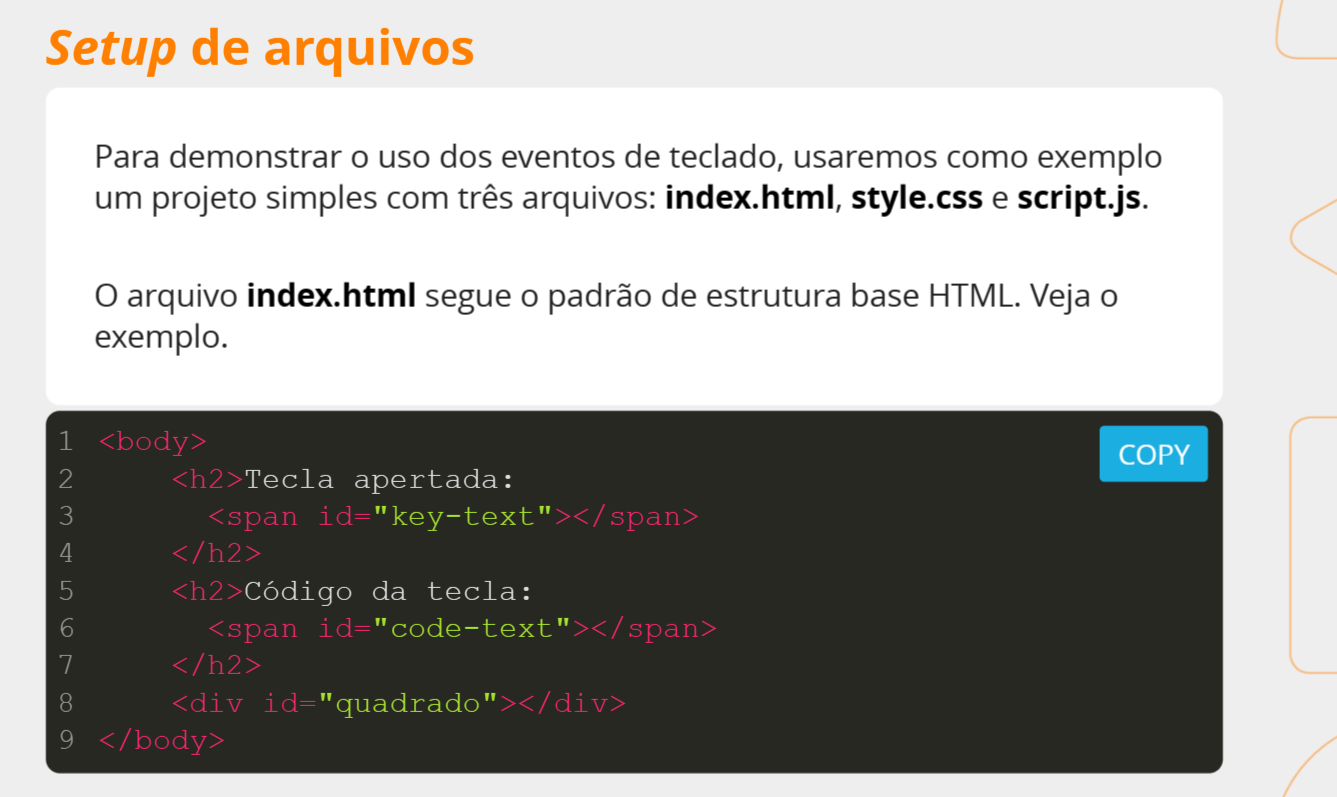 Setup de arquivos
Para demonstrar o uso dos eventos de teclado, usaremos como exemplo
um projeto simples com três arquivos: index.html, style.css e script.js.
O arquivo index.html segue o padrão de estrutura base HTML. Veja o
exemplo.
COPY
1 <body>
2     <h2>Tecla apertada:
3       <span id="key-text"></span>
4     </h2>
5     <h2>Código da tecla:
6       <span id="code-text"></span>
7     </h2>
8     <div id="quadrado"></div>
9 </body>